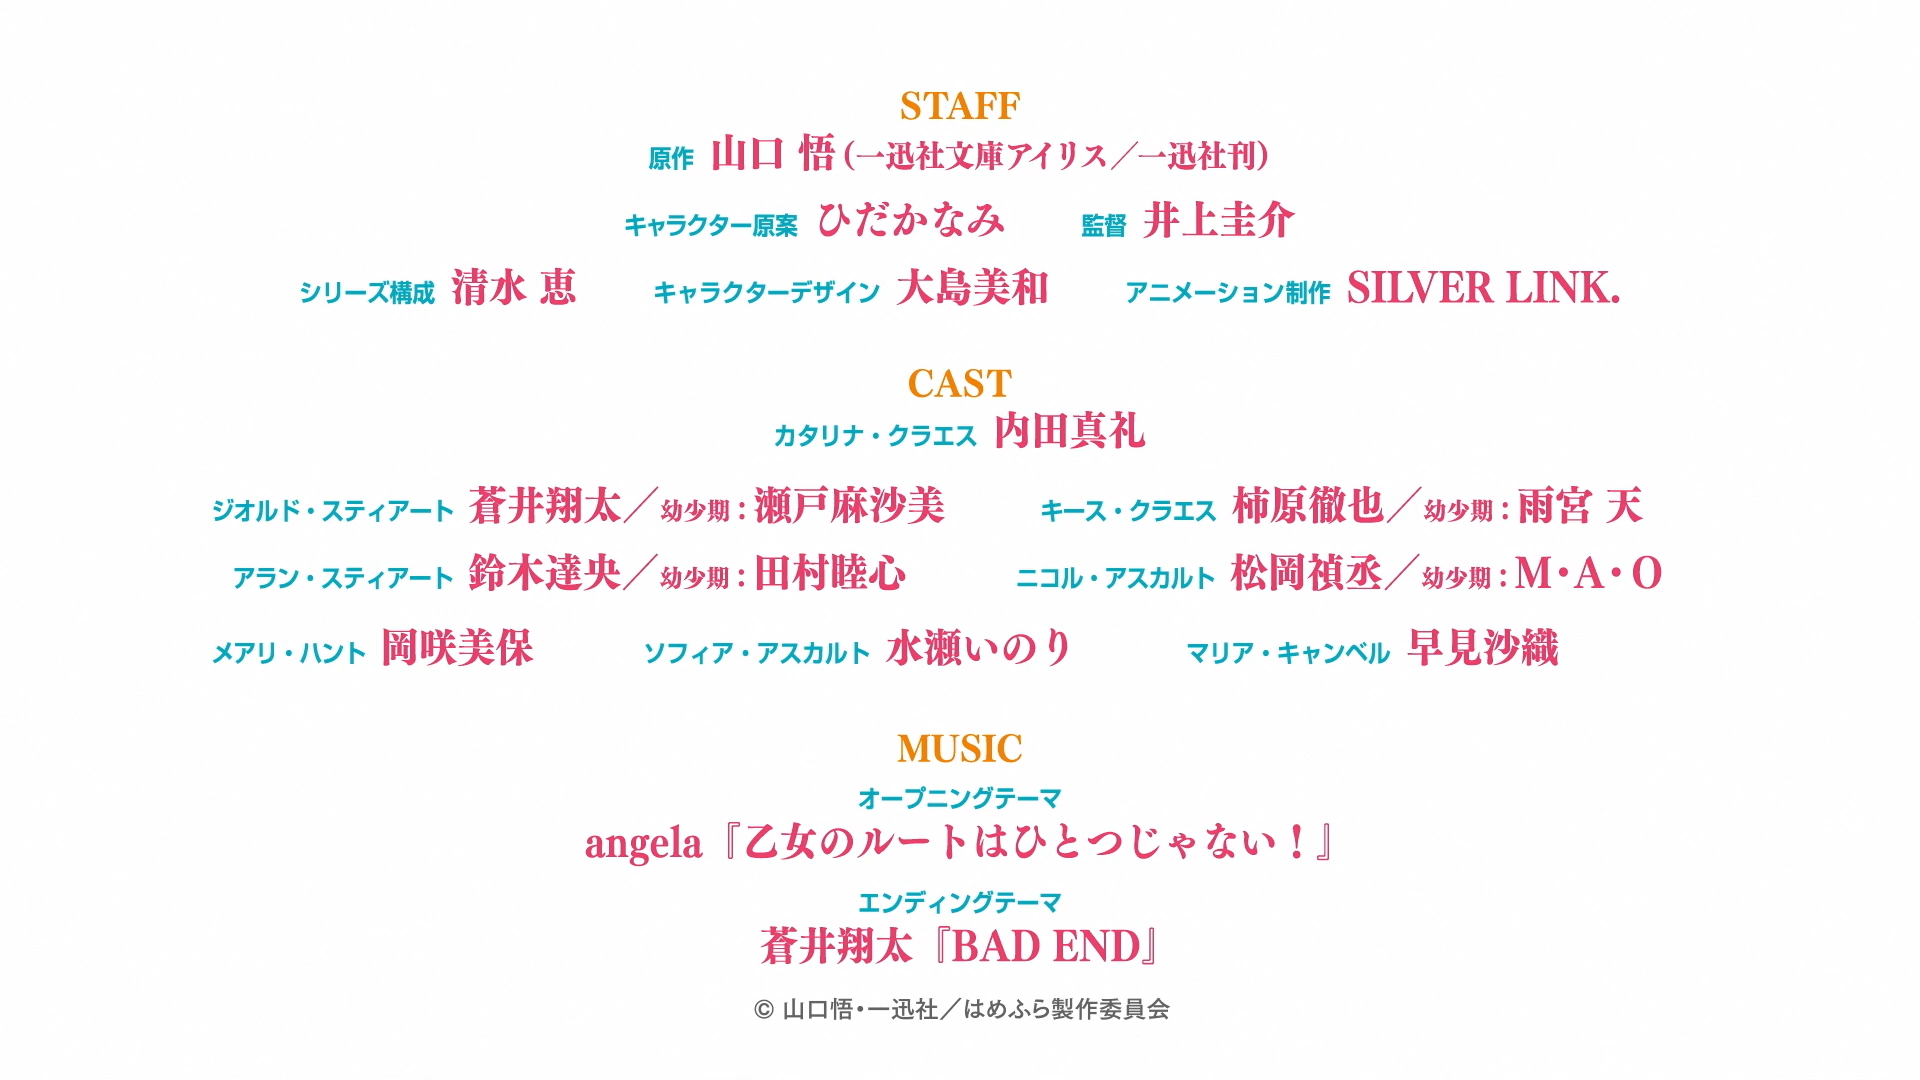 STAFF
原作 山口 悟(一迅社文庫アイリス／一迅社刊)
キャラクター原案 ひだかなみ 監督 井上圭介
シリーズ構成 清水 恵 キャラクターデザイン 大島美和 アニメーション制作 SILVER LINK.
CAST
カタリナ・クラエス 内田真礼
ジオルド・スティアート 蒼井翔太／幼少期：瀬戸麻沙美 キース・クラエス 柿原徹也／幼少期：雨宮 天
アラン・スティアート 鈴木達央／幼少期：田村睦心 ニコル・アスカルト 松岡禎丞／幼少期：M・A・O
メアリ・ハント 岡咲美保 ソフィア・アスカルト 水瀬いのり マリア・キャンベル 早見沙織
MUSIC
オープニングテーマ
angela『乙女のルートはひとつじゃない！』
エンディングテーマ
蒼井翔太『BAD END』
© 山口悟・一迅社／はめふら製作委員会